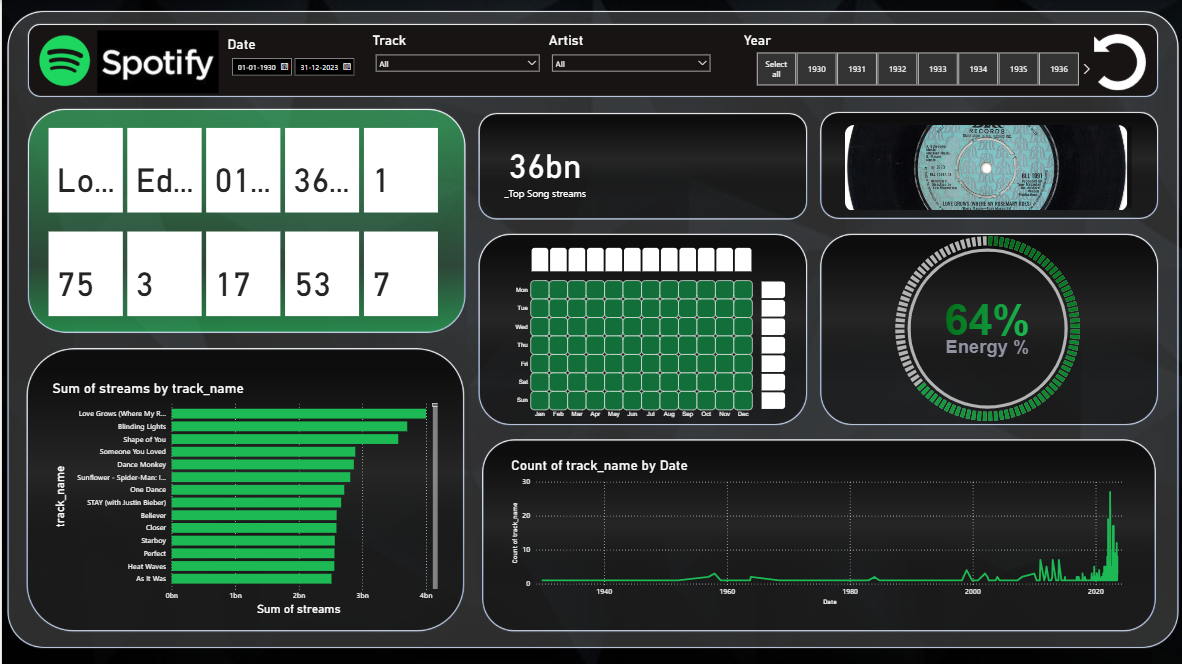 Spotify
Date
01-01-1930
31-12-2023
Track
All
Artist
All
Year
Select all
1930
1931
1932
1933
1934
1935
1936
Lo...
Ed...
01...
36...
1
75
3
17
53
7
36bn
_Top Song streams
RECORDS
BLL 1991
LOVE GROWS (WHERE MY ROSEMARY GOES)
Mon
Tue
Wed
Thu
Fri
Sat
Sun
Jan Feb Mar Apr May Jun Jul Aug Sep Oct Nov Dec
64%
Energy %
Sum of streams by track_name
track_name
Love Grows (Where My R...
Blinding Lights
Shape of You
Someone You Loved
Dance Monkey
Sunflower - Spider-Man: I...
One Dance
STAY (with Justin Bieber)
Believer
Closer
Starboy
Perfect
Heat Waves
As It Was
0bn 1bn 2bn 3bn 4bn
Sum of streams
Count of track_name by Date
Count of track_name
30
20
10
0
1940 1960 1980 2000 2020
Date